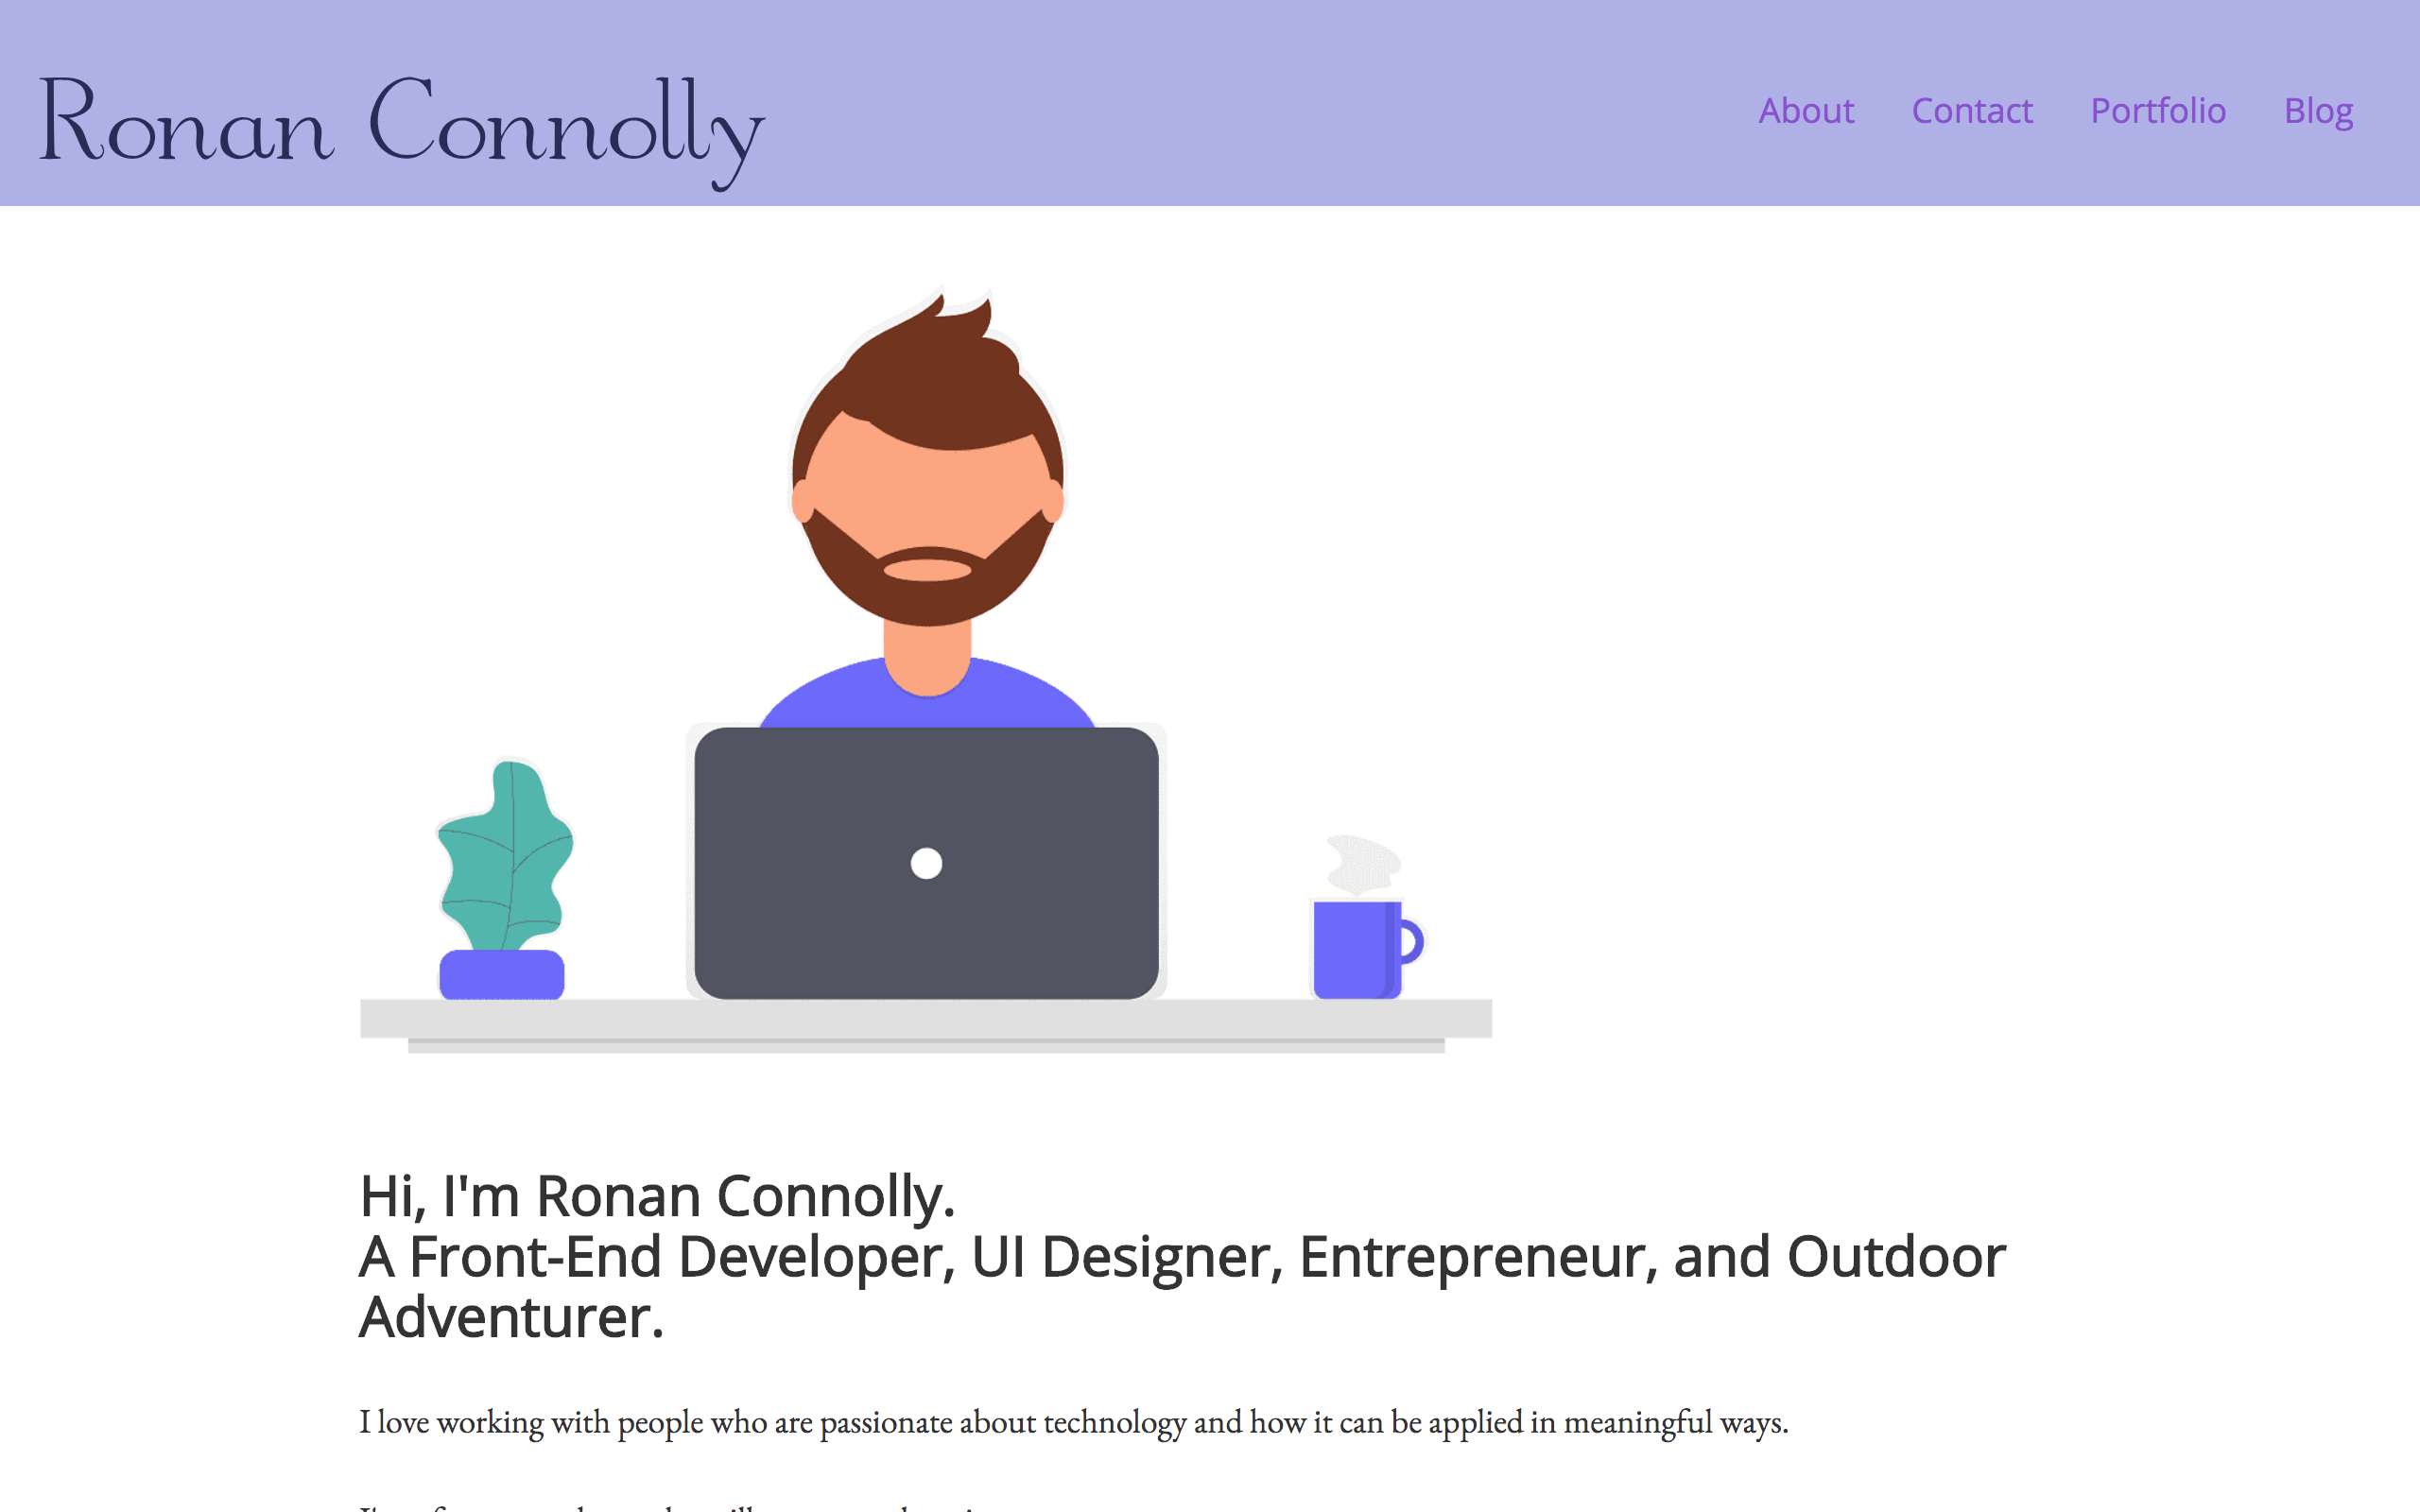 Ronan Connolly
About Contact Portfolio Blog
Hi, I'm Ronan Connolly.
A Front-End Developer, UI Designer, Entrepreneur, and Outdoor
Adventurer.
I love working with people who are passionate about technology and how it can be applied in meaningful ways.